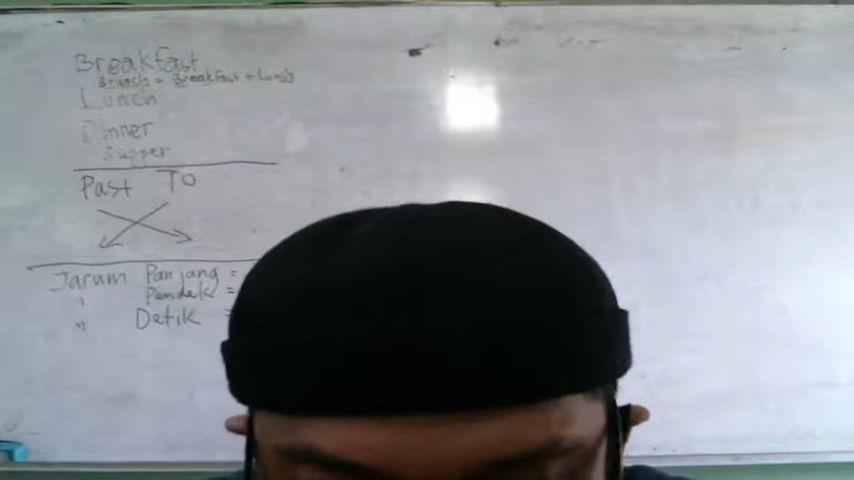 Breakfast
Brunch = Breakfast + Lunch
Lunch
Dinner
Supper
Past To
Jarum Panjang =
" Pendek =
" Detik =